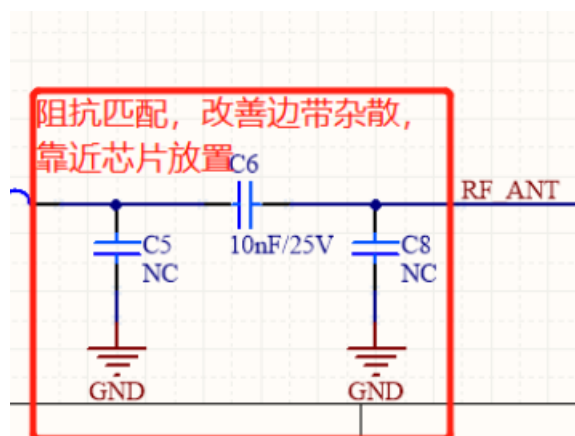 阻抗匹配，改善边带杂散，
靠近芯片放置
C6
RF_ANT
C5
10nF/25V
C8
NC
NC
GND
GND